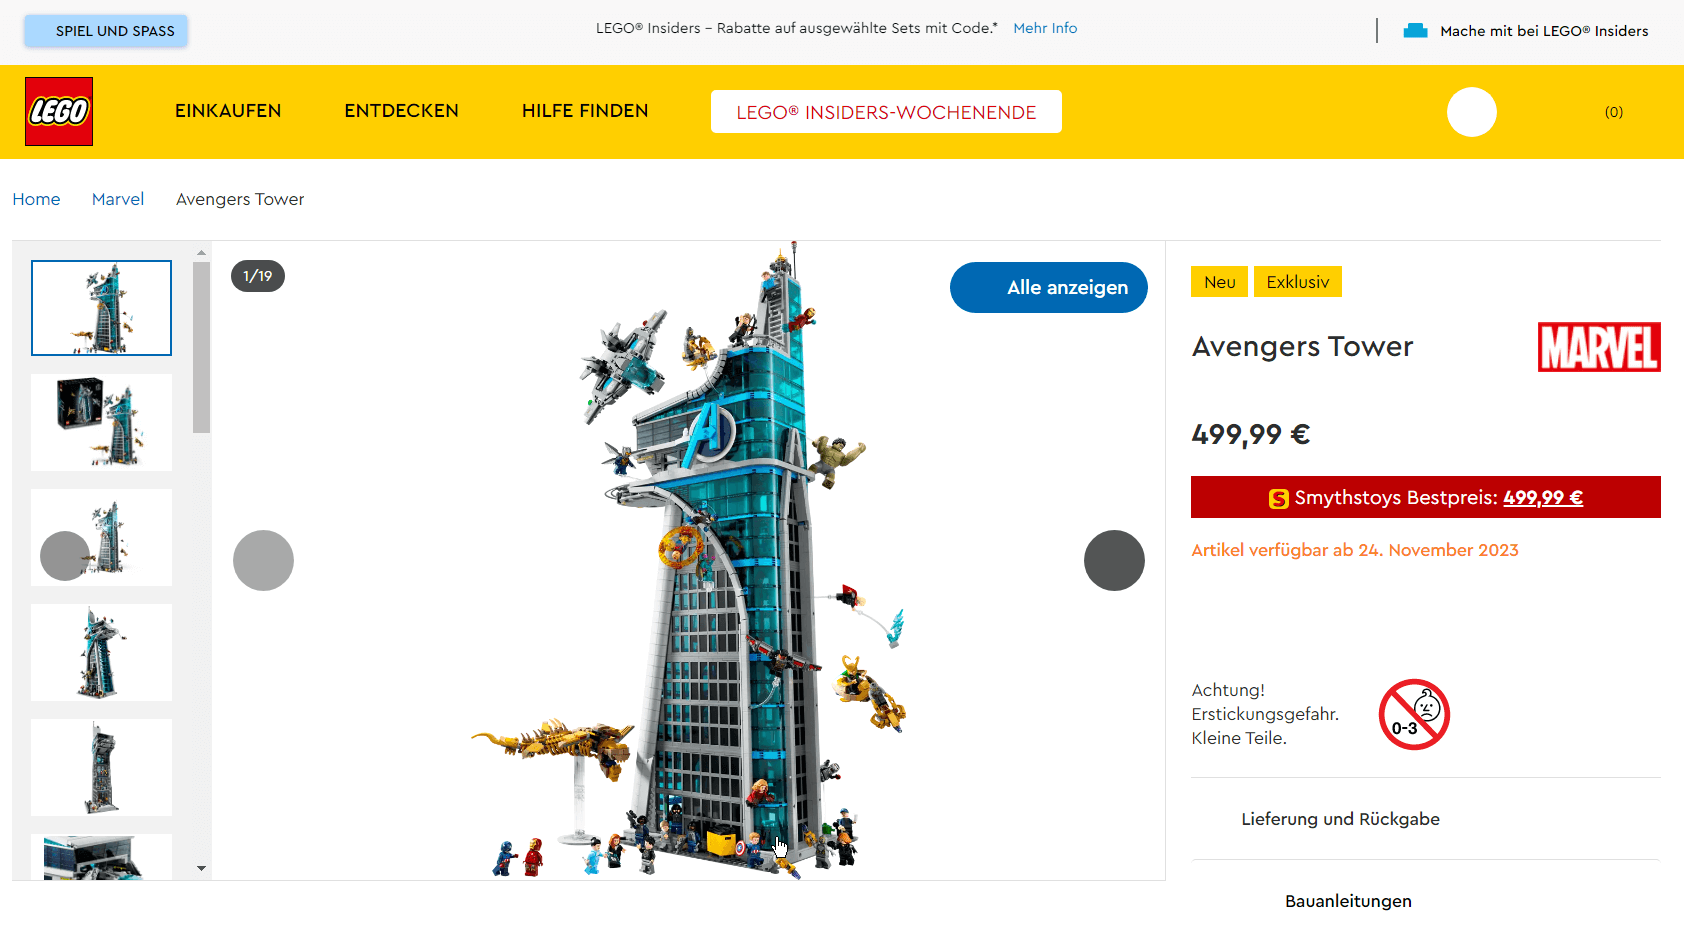 SPIEL UND SPASS
LEGO® Insiders – Rabatte auf ausgewählte Sets mit Code.* Mehr Info
Mache mit bei LEGO® Insiders
LEGO
EINKAUFEN
ENTDECKEN
HILFE FINDEN
LEGO® INSIDERS-WOCHENENDE
(0)
Home
Marvel
Avengers Tower
1/19
Alle anzeigen
Neu
Exklusiv
Avengers Tower
MARVEL
499,99 €
S Smythstoys Bestpreis: 499,99 €
Artikel verfügbar ab 24. November 2023
Achtung!
Erstickungsgefahr.
Kleine Teile.
0-3
Lieferung und Rückgabe
Bauanleitungen